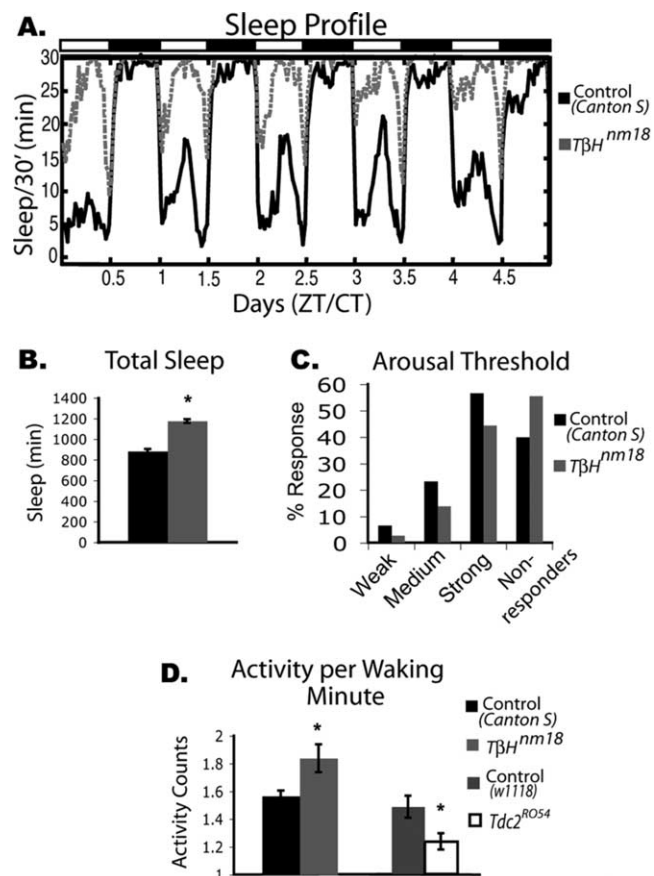 A.
Sleep Profile
30
25
20
15
10
5
0
Sleep/30' (min)
0.5 1 1.5 2 2.5 3 3.5 4 4.5
Days (ZT/CT)
Control
(Canton S)
TβH^nm18
B.
Total Sleep
*
1400
1200
1000
800
600
400
200
0
Sleep (min)
C.
Arousal Threshold
60
50
40
30
20
10
0
% Response
Weak Medium Strong Non-
responders
Control
(Canton S)
TβH^nm18
D.
Activity per Waking
Minute
* *
2
1.8
1.6
1.4
1.2
1
Activity Counts
Control
(Canton S)
TβH^nm18
Control
(w1118)
Tdc2^RO54